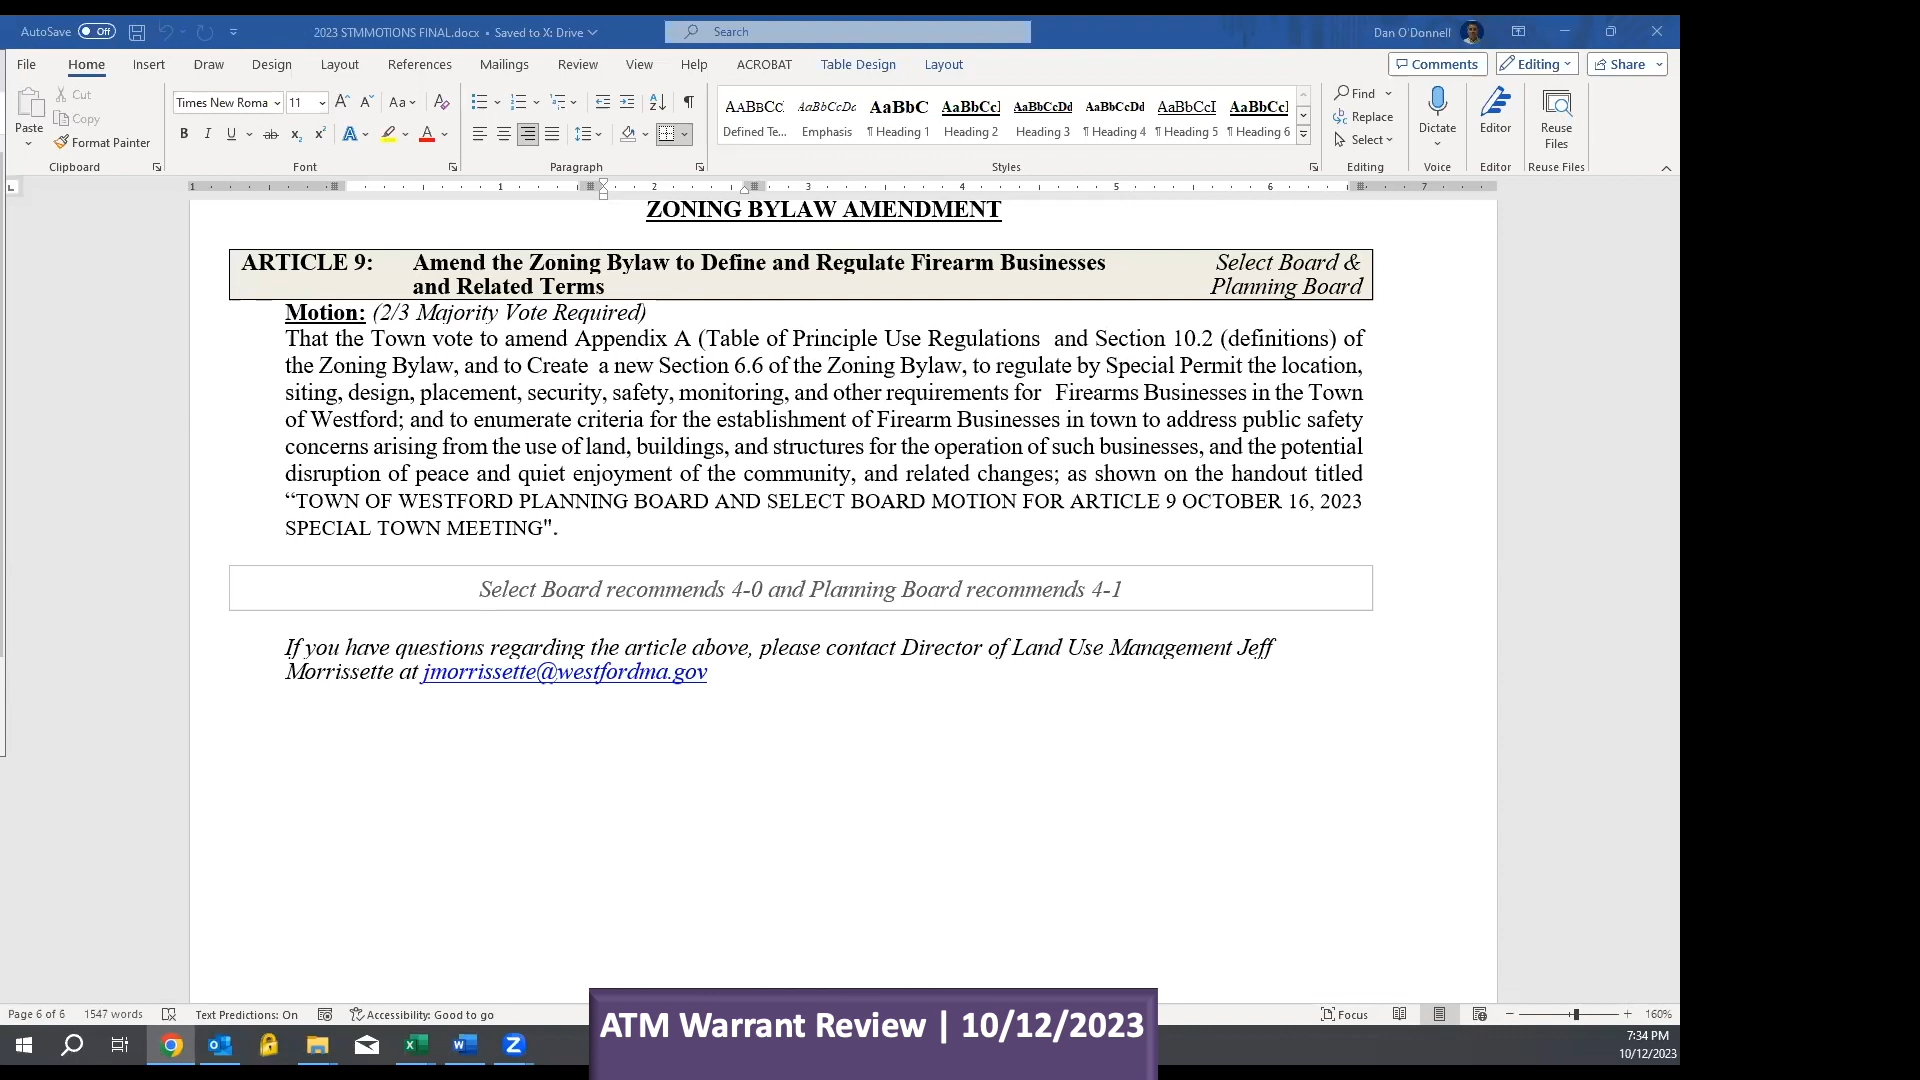 AutoSave Off 2023 STMMOTIONS FINAL.docx • Saved to X: Drive Search Dan O'Donnell
File Home Insert Draw Design Layout References Mailings Review View Help ACROBAT Table Design Layout Comments Editing Share
Paste Cut Copy Format Painter
Clipboard
Times New Roma 11
Font
Paragraph
AABBCC AaBbCcDc AaBbC AaBbCcI AaBbCcDd AaBbCcDd AaBbCcI AaBbCcI
Defined Te... Emphasis ¶ Heading 1 Heading 2 Heading 3 ¶ Heading 4 ¶ Heading 5 ¶ Heading 6
Styles
Find Replace Select
Editing
Dictate
Voice
Editor
Editor
Reuse Files
Reuse Files
1 1 2 3 4 5 6 7
ZONING BYLAW AMENDMENT
ARTICLE 9: Amend the Zoning Bylaw to Define and Regulate Firearm Businesses Select Board &
and Related Terms Planning Board
Motion: (2/3 Majority Vote Required)
That the Town vote to amend Appendix A (Table of Principle Use Regulations and Section 10.2 (definitions) of
the Zoning Bylaw, and to Create a new Section 6.6 of the Zoning Bylaw, to regulate by Special Permit the location,
siting, design, placement, security, safety, monitoring, and other requirements for Firearms Businesses in the Town
of Westford; and to enumerate criteria for the establishment of Firearm Businesses in town to address public safety
concerns arising from the use of land, buildings, and structures for the operation of such businesses, and the potential
disruption of peace and quiet enjoyment of the community, and related changes; as shown on the handout titled
“TOWN OF WESTFORD PLANNING BOARD AND SELECT BOARD MOTION FOR ARTICLE 9 OCTOBER 16, 2023
SPECIAL TOWN MEETING".
Select Board recommends 4-0 and Planning Board recommends 4-1
If you have questions regarding the article above, please contact Director of Land Use Management Jeff
Morrissette at jmorrissette@westfordma.gov
Page 6 of 6 1547 words Text Predictions: On Accessibility: Good to go Focus 160%
ATM Warrant Review | 10/12/2023
7:34 PM
10/12/2023